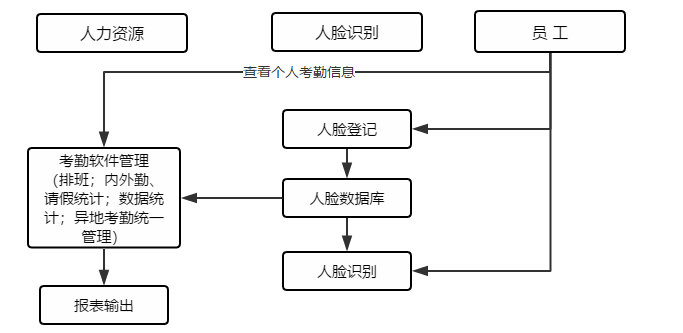 人力资源
人脸识别
员 工
查看个人考勤信息
人脸登记
考勤软件管理
（排班；内外勤、
请假统计；数据统
计；异地考勤统一
管理）
人脸数据库
人脸识别
报表输出